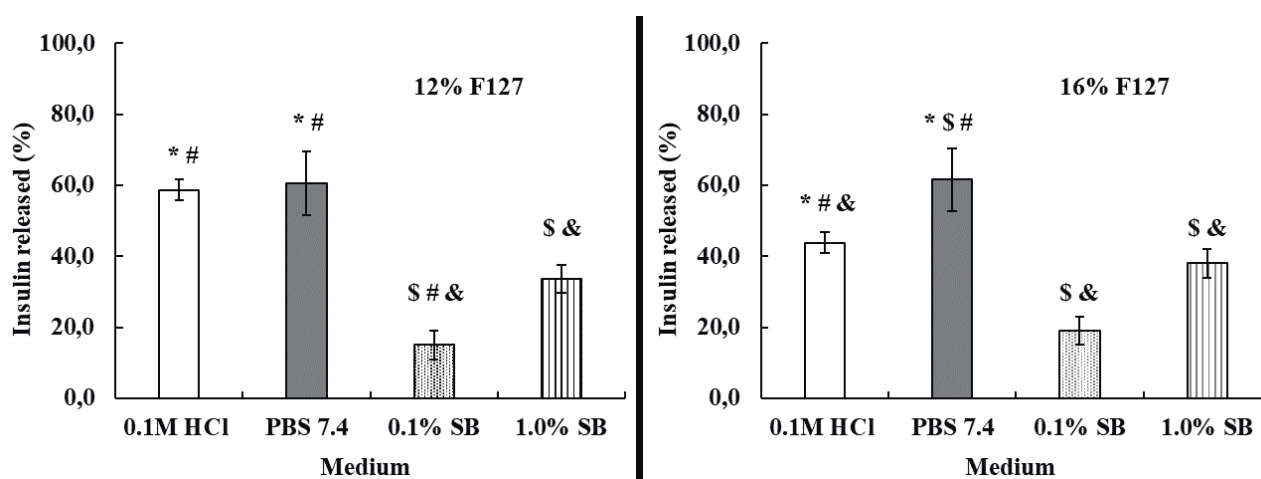 Insulin released (%)
100,0
80,0
60,0
40,0
20,0
0,0
12% F127
* #
* #
$ # &
$ &
0.1M HCl PBS 7.4 0.1% SB 1.0% SB
Medium
Insulin released (%)
100,0
80,0
60,0
40,0
20,0
0,0
16% F127
* # &
* $ #
$ &
$ &
0.1M HCl PBS 7.4 0.1% SB 1.0% SB
Medium